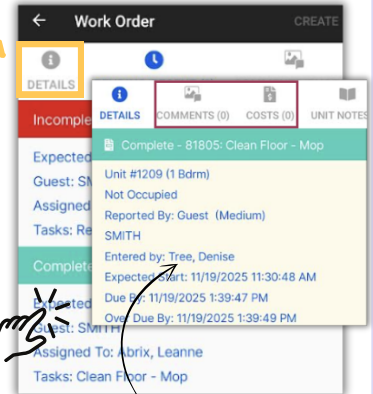 Work Order
CREATE
DETAILS
Incomple
Expected
Guest: SM
Assigned
Tasks: Re
Complete
Expected
Guest: SMITH
Assigned To: Abrix, Leanne
Tasks: Clean Floor - Mop
DETAILS
COMMENTS (0)
COSTS (0)
UNIT NOTES
Complete - 81805: Clean Floor - Mop
Unit #1209 (1 Bdrm)
Not Occupied
Reported By: Guest (Medium)
SMITH
Entered by: Tree, Denise
Expected Start: 11/19/2025 11:30:48 AM
Due By: 11/19/2025 1:39:47 PM
Over Due By: 11/19/2025 1:39:49 PM